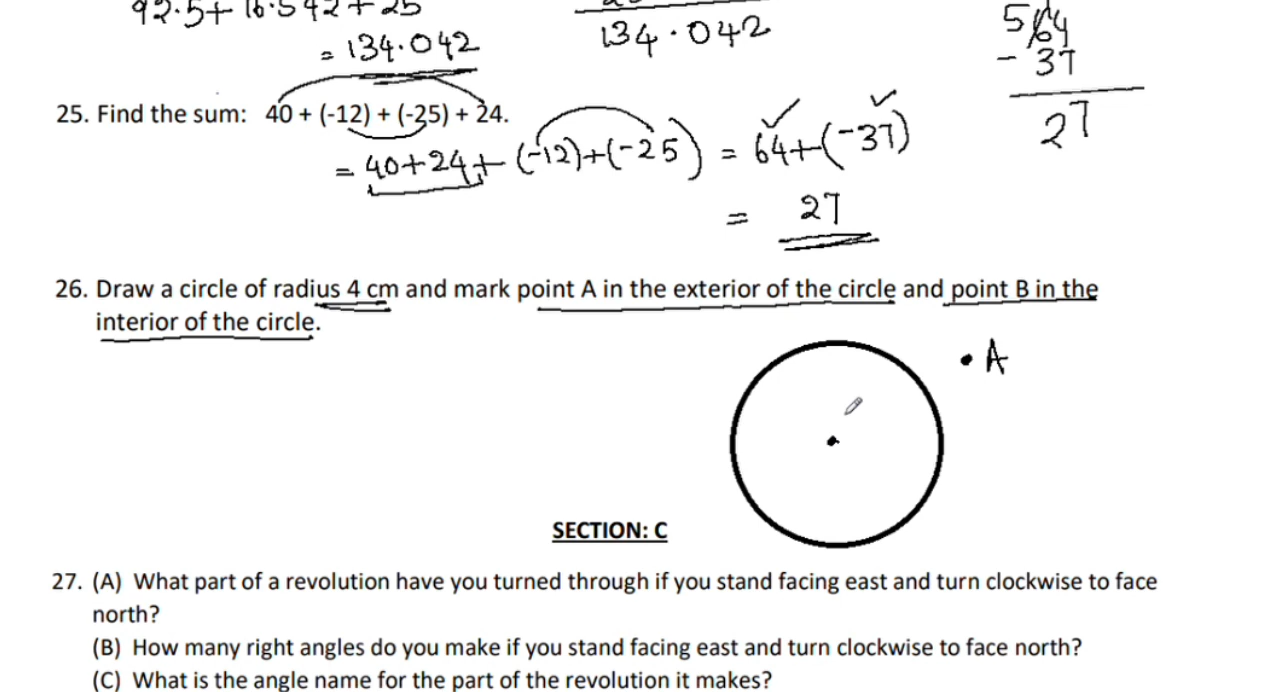 92.5+ 16.542+25
= 134.042
134.042
25. Find the sum: 40 + (-12) + (-25) + 24.
= 40+24+ (-12)+(-25) = 64+(-37)
= 27
564
- 37
27
26. Draw a circle of radius 4 cm and mark point A in the exterior of the circle and point B in the
interior of the circle.
A
SECTION: C
27. (A) What part of a revolution have you turned through if you stand facing east and turn clockwise to face
north?
(B) How many right angles do you make if you stand facing east and turn clockwise to face north?
(C) What is the angle name for the part of the revolution it makes?